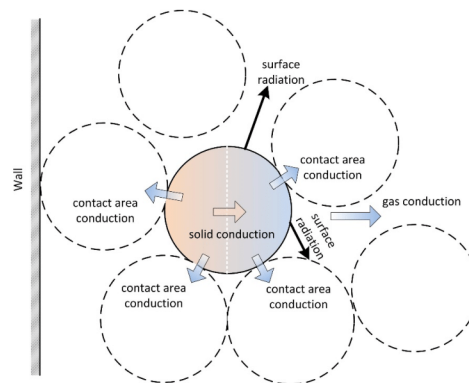 surface
radiation
contact area
conduction
gas conduction
Wall
contact area
conduction
surface
radiation
solid conduction
contact area
conduction
contact area
conduction